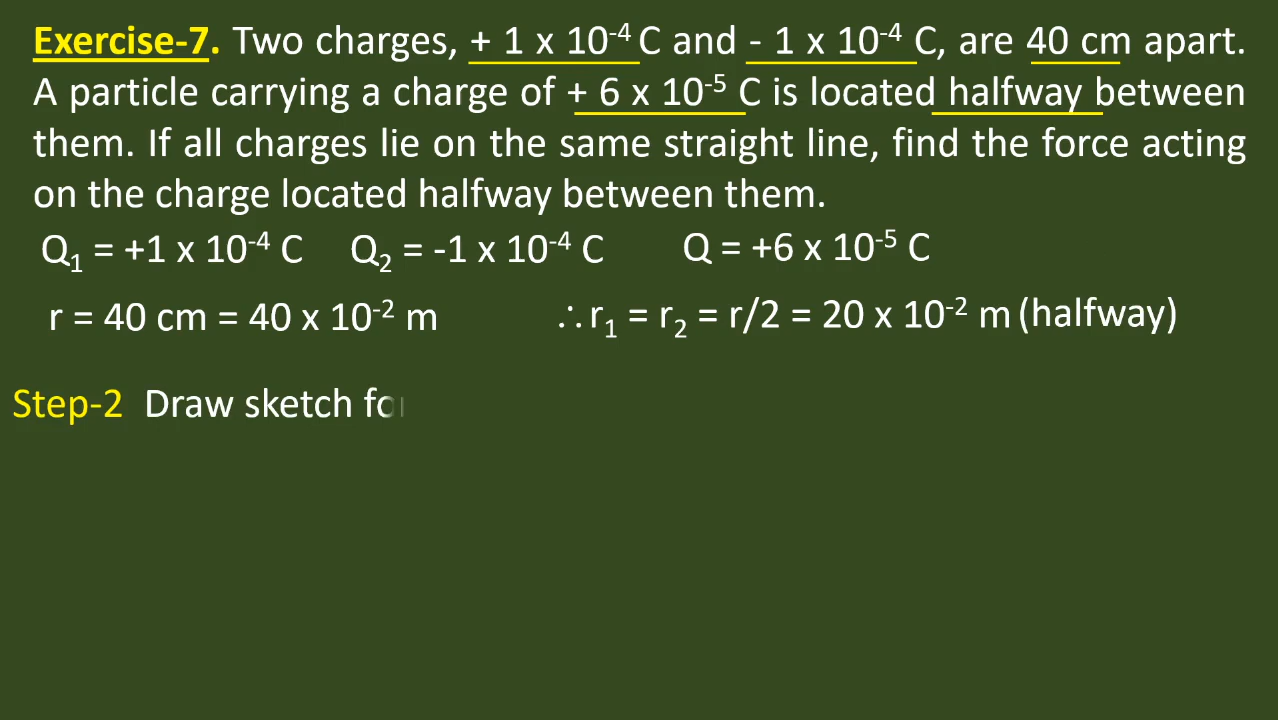 Exercise-7. Two charges, + 1 x 10⁻⁴ C and - 1 x 10⁻⁴ C, are 40 cm apart.
A particle carrying a charge of + 6 x 10⁻⁵ C is located halfway between
them. If all charges lie on the same straight line, find the force acting
on the charge located halfway between them.
Q₁ = +1 x 10⁻⁴ C Q₂ = -1 x 10⁻⁴ C Q = +6 x 10⁻⁵ C
r = 40 cm = 40 x 10⁻² m ∴ r₁ = r₂ = r/2 = 20 x 10⁻² m (halfway)
Step-2 Draw sketch for